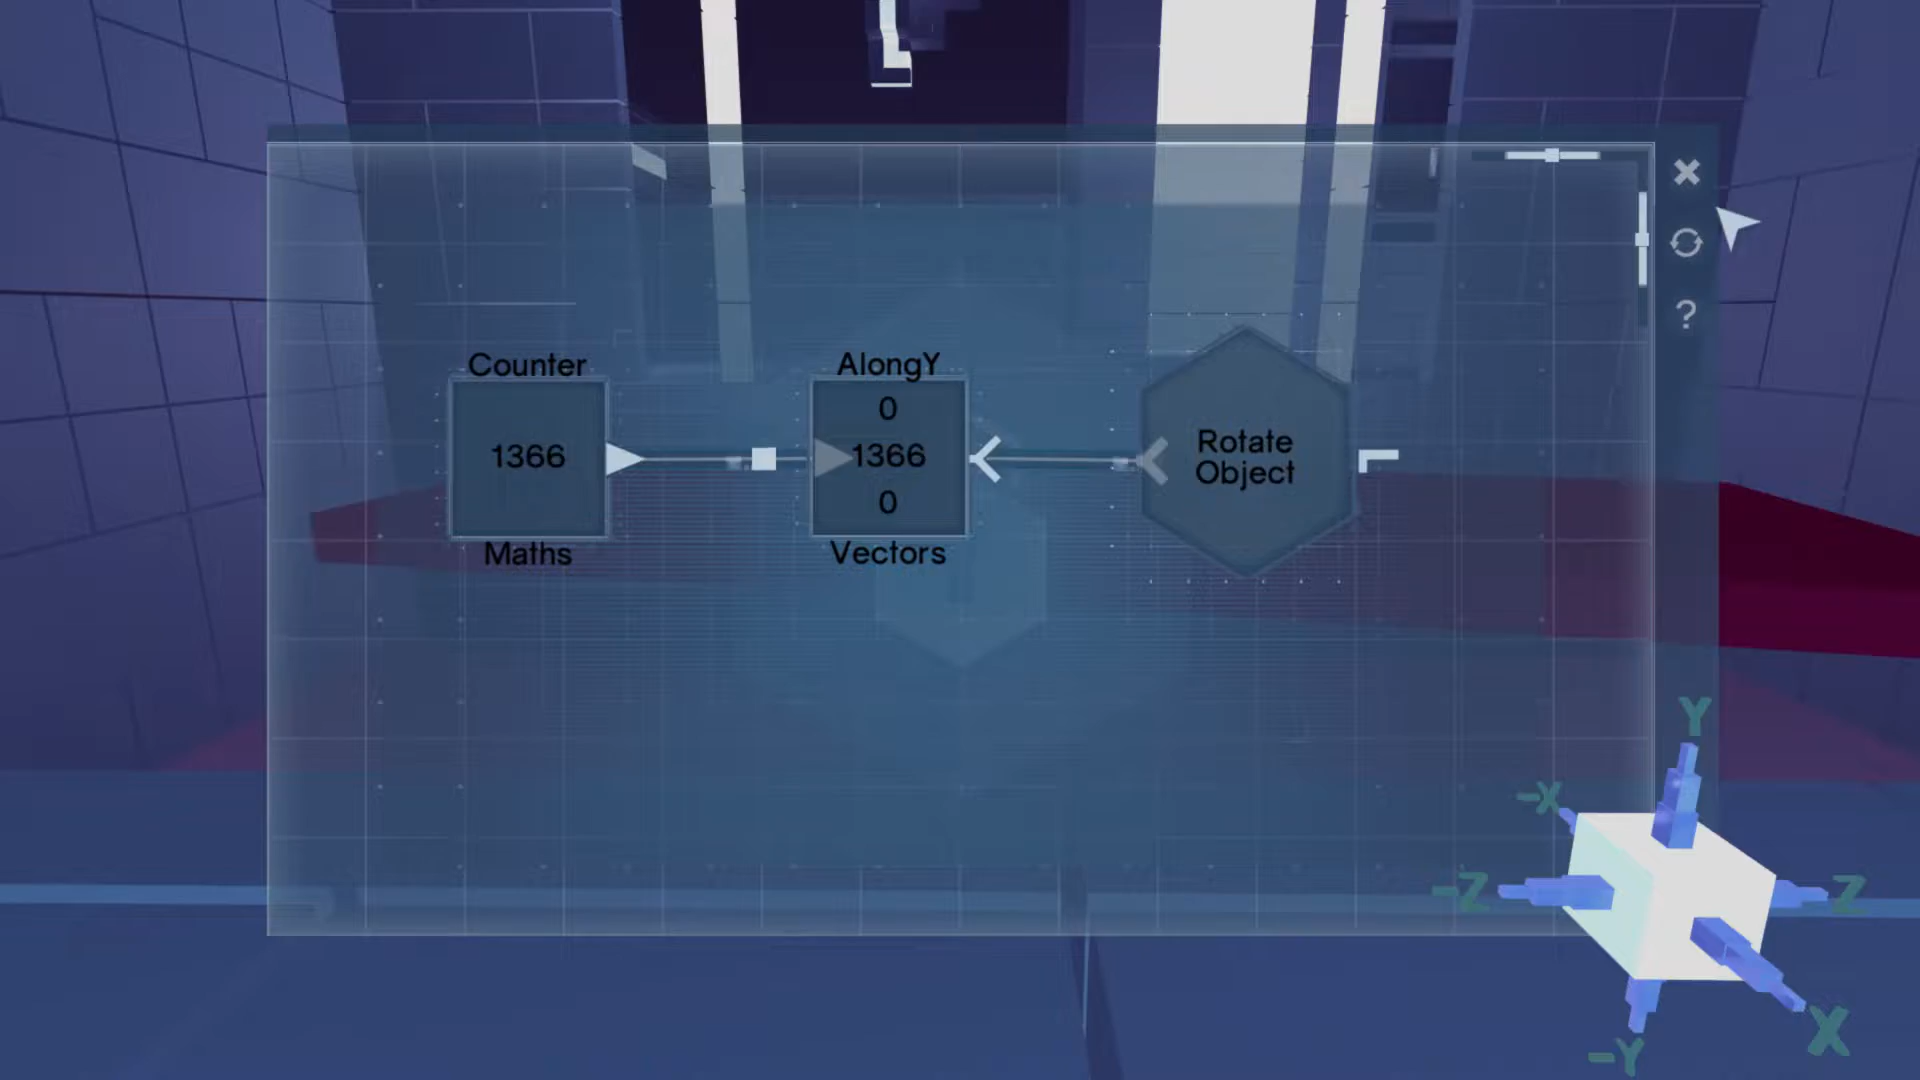 Counter
1366
Maths
AlongY
0
1366
0
Vectors
Rotate
Object
?
Y
-X
-Z
Z
-Y
X